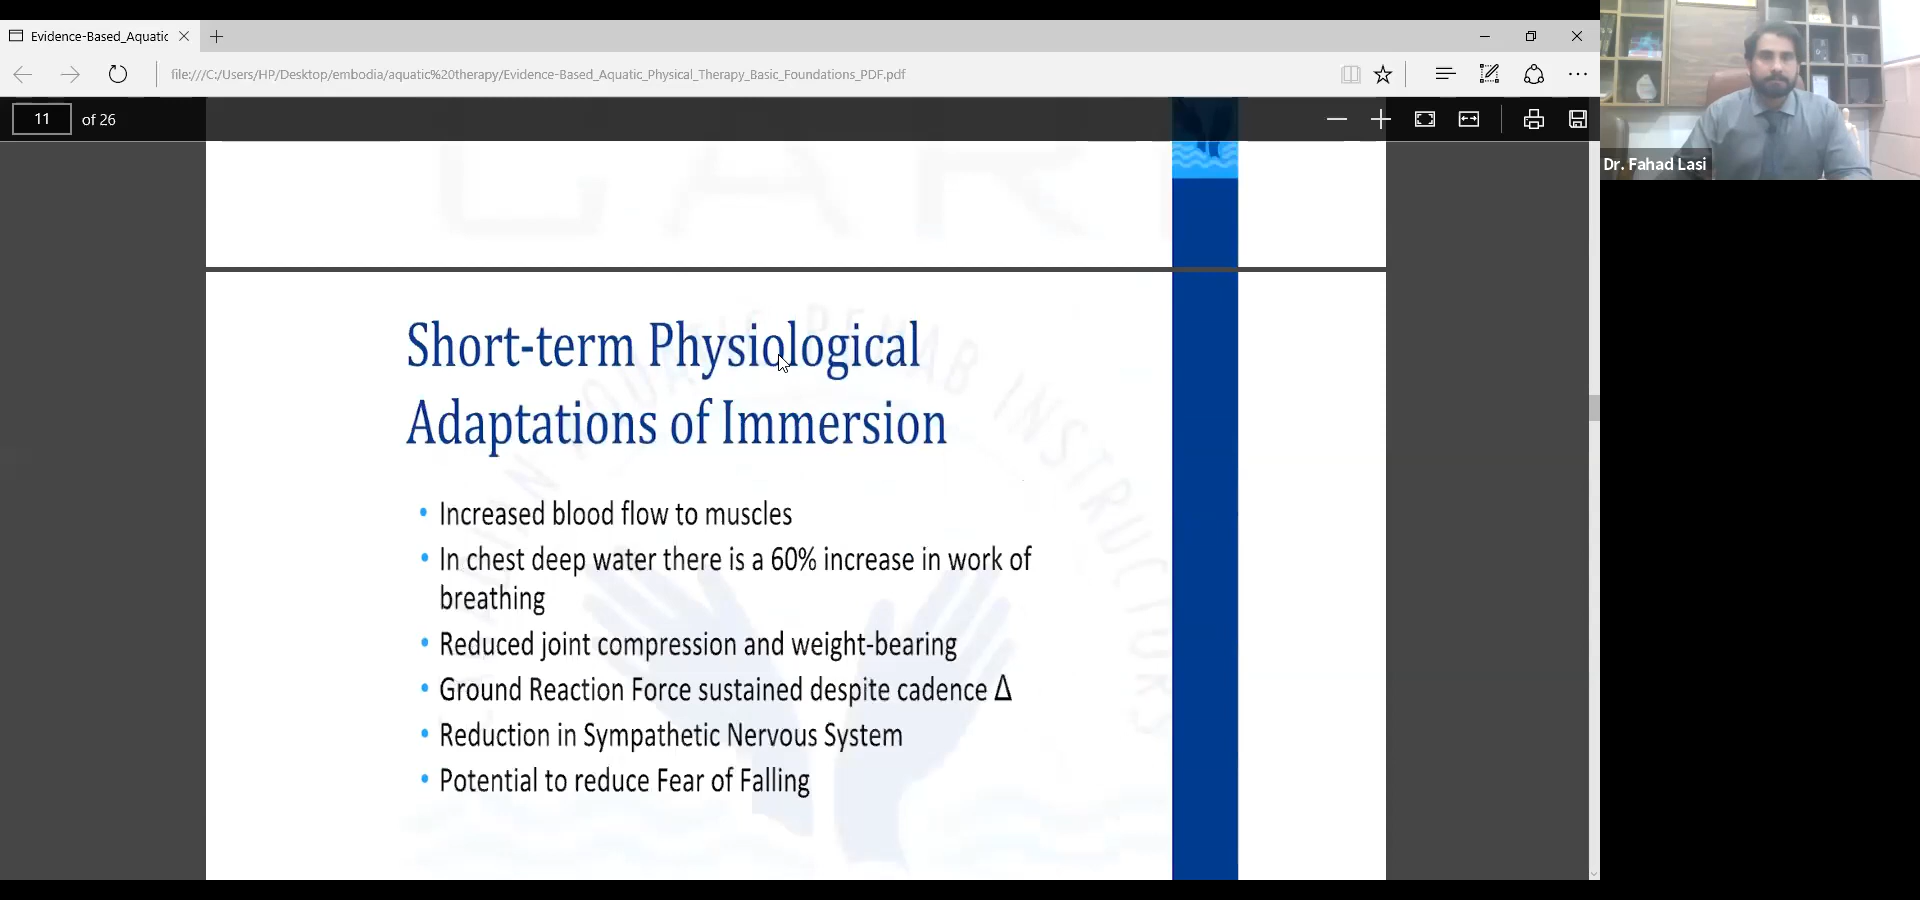 Evidence-Based_Aquatic
file:///C:/Users/HP/Desktop/embodia/aquatic%20therapy/Evidence-Based_Aquatic_Physical_Therapy_Basic_Foundations_PDF.pdf
11 of 26
Dr. Fahad Lasi
Short-term Physiological
Adaptations of Immersion
• Increased blood flow to muscles
• In chest deep water there is a 60% increase in work of
breathing
• Reduced joint compression and weight-bearing
• Ground Reaction Force sustained despite cadence Δ
• Reduction in Sympathetic Nervous System
• Potential to reduce Fear of Falling